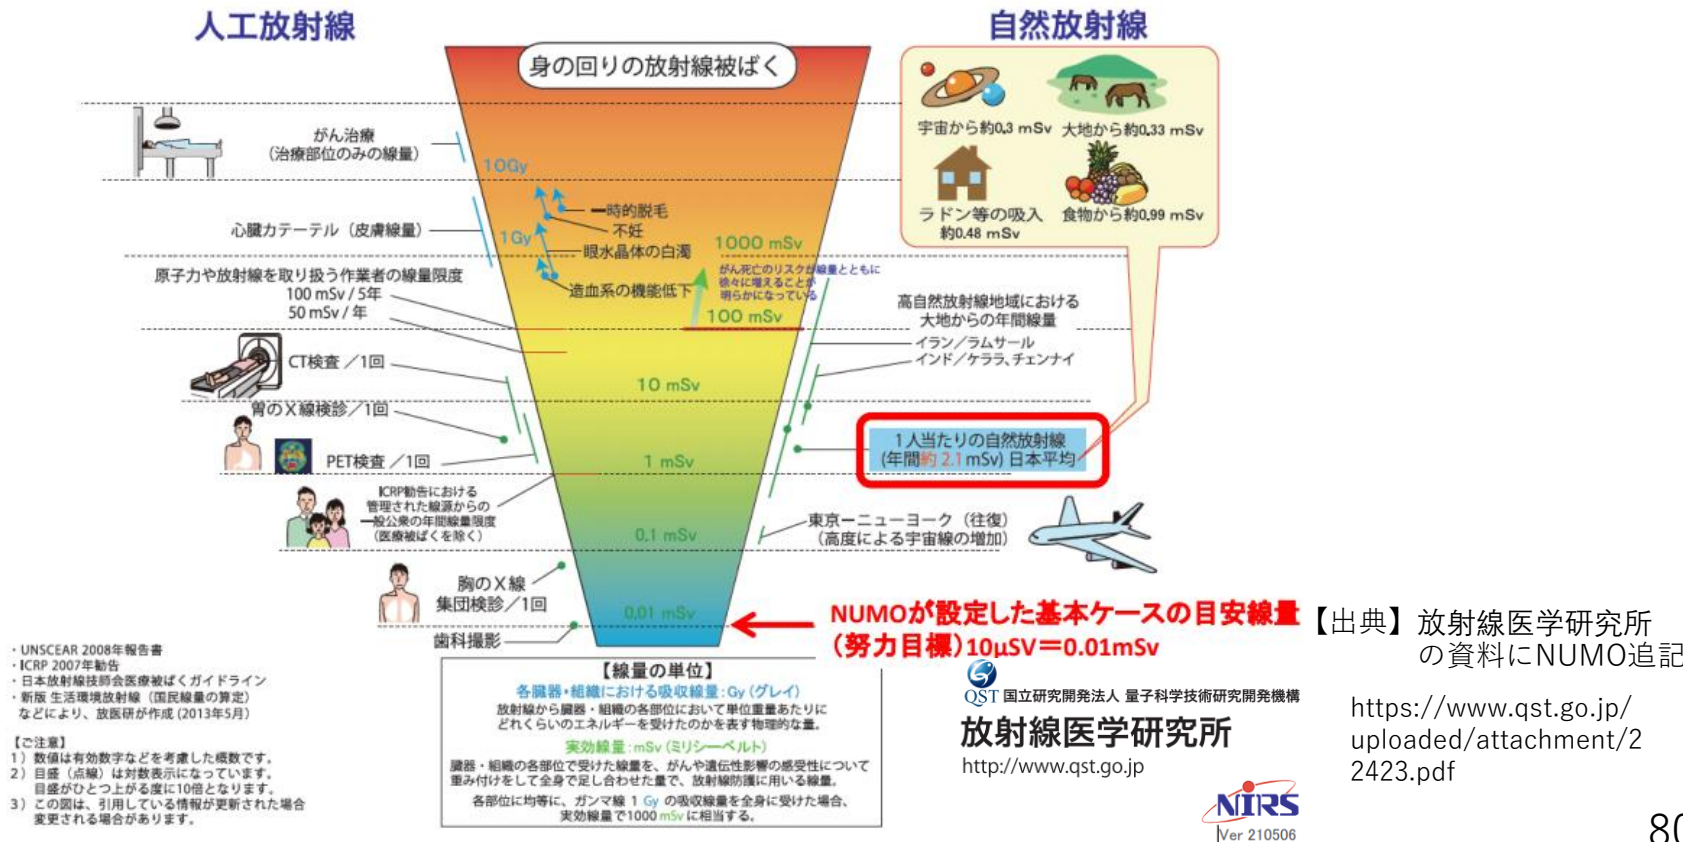 人工放射線
自然放射線
身の回りの放射線被ばく
がん治療
(治療部位のみの線量)
10Gy
一時的脱毛
不妊
心臓カテーテル（皮膚線量）
1Gy
眼水晶体の白濁
1000 mSv
がん死亡のリスクが線量とともに
徐々に増えることが
明らかになっている
造血系の機能低下
原子力や放射線を取り扱う作業者の線量限度
100 mSv / 5年
50 mSv / 年
100 mSv
宇宙から約0.3 mSv
大地から約0.33 mSv
ラドン等の吸入
約0.48 mSv
食物から約0.99 mSv
高自然放射線地域における
大地からの年間線量
イラン／ラムサール
インド／ケララ、チェンナイ
CT検査 ／1回
10 mSv
胃のX線検診／1回
PET検査 ／1回
1 mSv
1人当たりの自然放射線
(年間約 2.1 mSv) 日本平均
ICRP勧告における
管理された線源からの
一般公衆の年間線量限度
(医療被ばくを除く)
0.1 mSv
東京ーニューヨーク（往復）
(高度による宇宙線の増加)
胸のX線
集団検診／1回
0.01 mSv
歯科撮影
NUMOが設定した基本ケースの目安線量
（努力目標）10μSV＝0.01mSv
【出典】放射線医学研究所
の資料にNUMO追記
https://www.qst.go.jp/
uploaded/attachment/2
2423.pdf
・UNSCEAR 2008年報告書
・ICRP 2007年勧告
・日本放射線技師会医療被ばくガイドライン
・新版 生活環境放射線（国民線量の算定）
などにより、放医研が作成 (2013年5月)
【ご注意】
1）数値は有効数字などを考慮した概数です。
2）目盛（点線）は対数表示になっています。
目盛がひとつ上がる度に10倍となります。
3）この図は、引用している情報が更新された場合
変更される場合があります。
【線量の単位】
各臓器・組織における吸収線量：Gy（グレイ）
放射線から臓器・組織の各部位において単位重量あたりに
どれくらいのエネルギーを受けたのかを表す物理的な量。
実効線量：mSv（ミリシーベルト）
臓器・組織の各部位で受けた線量を、がんや遺伝性影響の感受性について
重み付けをして全身で足し合わせた量で、放射線防護に用いる線量。
各部位に均等に、ガンマ線 1 Gy の吸収線量を全身に受けた場合、
実効線量で1000 mSvに相当する。
QST 国立研究開発法人 量子科学技術研究開発機構
放射線医学研究所
http://www.qst.go.jp
NIRS
Ver 210506
80